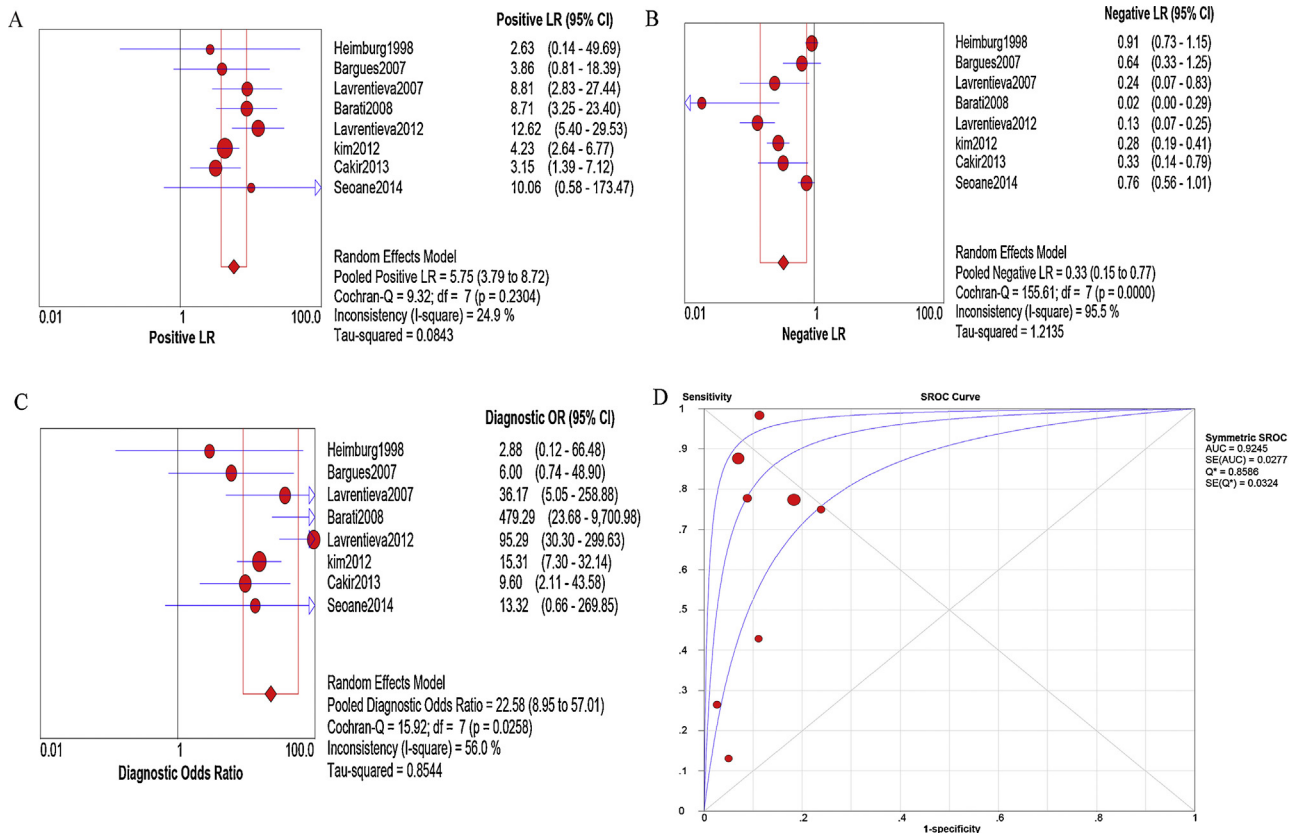 A
Positive LR (95% CI)
Heimburg1998 2.63 (0.14 - 49.69)
Bargues2007 3.86 (0.81 - 18.39)
Lavrentieva2007 8.81 (2.83 - 27.44)
Barati2008 8.71 (3.25 - 23.40)
Lavrentieva2012 12.62 (5.40 - 29.53)
kim2012 4.23 (2.64 - 6.77)
Cakir2013 3.15 (1.39 - 7.12)
Seoane2014 10.06 (0.58 - 173.47)
Random Effects Model
Pooled Positive LR = 5.75 (3.79 to 8.72)
Cochran-Q = 9.32; df = 7 (p = 0.2304)
Inconsistency (I-square) = 24.9 %
Tau-squared = 0.0843
0.01 1 100.0
Positive LR
B
Negative LR (95% CI)
Heimburg1998 0.91 (0.73 - 1.15)
Bargues2007 0.64 (0.33 - 1.25)
Lavrentieva2007 0.24 (0.07 - 0.83)
Barati2008 0.02 (0.00 - 0.29)
Lavrentieva2012 0.13 (0.07 - 0.25)
kim2012 0.28 (0.19 - 0.41)
Cakir2013 0.33 (0.14 - 0.79)
Seoane2014 0.76 (0.56 - 1.01)
Random Effects Model
Pooled Negative LR = 0.33 (0.15 to 0.77)
Cochran-Q = 155.61; df = 7 (p = 0.0000)
Inconsistency (I-square) = 95.5 %
Tau-squared = 1.2135
0.01 1 100.0
Negative LR
C
Diagnostic OR (95% CI)
Heimburg1998 2.88 (0.12 - 66.48)
Bargues2007 6.00 (0.74 - 48.90)
Lavrentieva2007 36.17 (5.05 - 258.88)
Barati2008 479.29 (23.68 - 9,700.98)
Lavrentieva2012 95.29 (30.30 - 299.63)
kim2012 15.31 (7.30 - 32.14)
Cakir2013 9.60 (2.11 - 43.58)
Seoane2014 13.32 (0.66 - 269.85)
Random Effects Model
Pooled Diagnostic Odds Ratio = 22.58 (8.95 to 57.01)
Cochran-Q = 15.92; df = 7 (p = 0.0258)
Inconsistency (I-square) = 56.0 %
Tau-squared = 0.8544
0.01 1 100.0
Diagnostic Odds Ratio
D
Sensitivity
SROC Curve
1
.9
.8
.7
.6
.5
.4
.3
.2
.1
0
0 .2 .4 .6 .8 1
1-specificity
Symmetric SROC
AUC = 0.9245
SE(AUC) = 0.0277
Q* = 0.8586
SE(Q*) = 0.0324